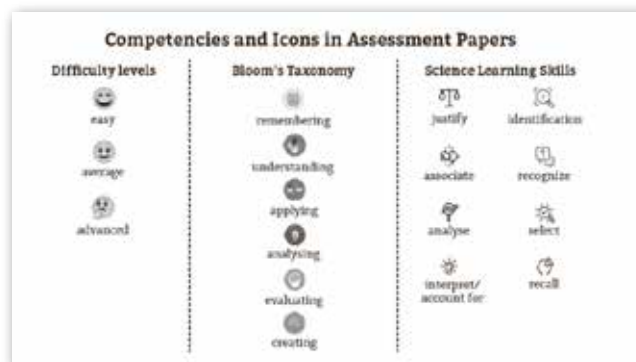 Competencies and Icons in Assessment Papers
Difficulty levels
easy
average
advanced
Bloom's Taxonomy
remembering
understanding
applying
analysing
evaluating
creating
Science Learning Skills
justify
identification
associate
recognize
analyse
select
interpret/
account for
recall